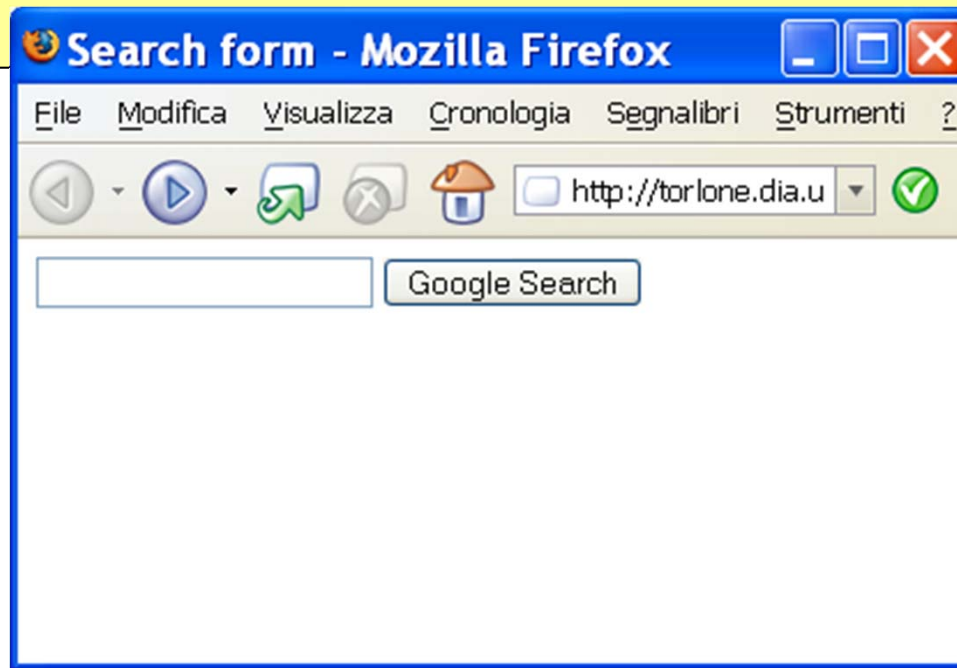 Search form - Mozilla Firefox
File Modifica Visualizza Cronologia Segnalibri Strumenti ?
http://torlone.dia.u
Google Search